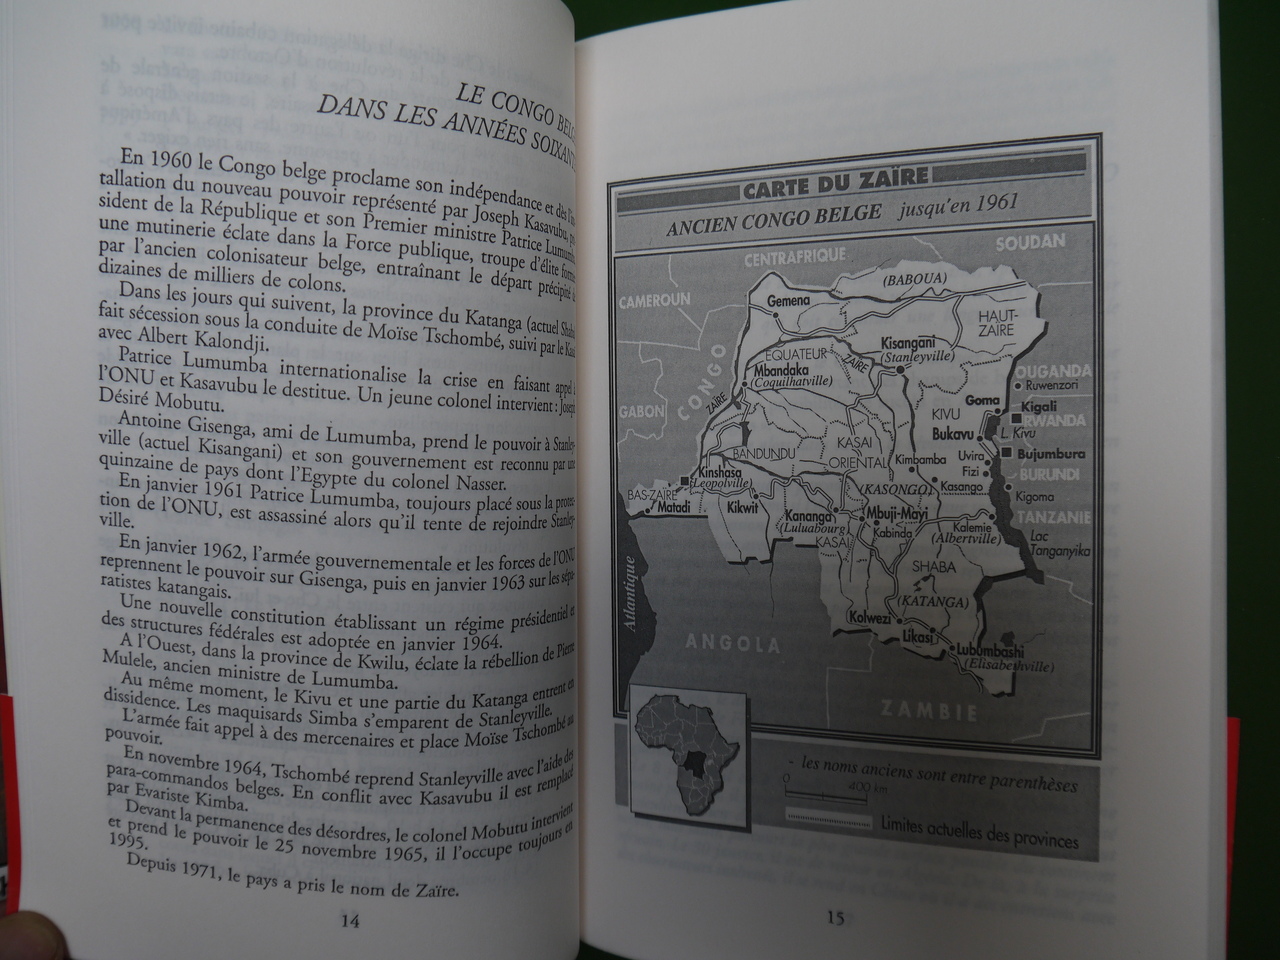 LE CONGO BELG
DANS LES ANNÉES SOIXANT
En 1960 le Congo belge proclame son indépendance et dès l'ins
tallation du nouveau pouvoir représenté par Joseph Kasavubu, pré
sident de la République et son Premier ministre Patrice Lumumba,
une mutinerie éclate dans la Force publique, troupe d'élite formé
par l'ancien colonisateur belge, entraînant le départ précipité
dizaines de milliers de colons.
Dans les jours qui suivent, la province du Katanga (actuel Shaba
fait sécession sous la conduite de Moïse Tschombé, suivi par le Kasaï
avec Albert Kalondji.
Patrice Lumumba internationalise la crise en faisant appel à
l'ONU et Kasavubu le destitue. Un jeune colonel intervient : Joseph
Désiré Mobutu.
Antoine Gisenga, ami de Lumumba, prend le pouvoir à Stanley-
ville (actuel Kisangani) et son gouvernement est reconnu par une
quinzaine de pays dont l'Egypte du colonel Nasser.
En janvier 1961 Patrice Lumumba, toujours placé sous la protec-
tion de l'ONU, est assassiné alors qu'il tente de rejoindre Stanley-
ville.
En janvier 1962, l'armée gouvernementale et les forces de l'ONU
reprennent le pouvoir sur Gisenga, puis en janvier 1963 sur les sépa-
ratistes katangais.
Une nouvelle constitution établissant un régime présidentiel et
des structures fédérales est adoptée en janvier 1964.
A l'Ouest, dans la province de Kwilu, éclate la rébellion de Pierre
Mulele, ancien ministre de Lumumba.
Au même moment, le Kivu et une partie du Katanga entrent en
dissidence. Les maquisards Simba s'emparent de Stanleyville.
L'armée fait appel à des mercenaires et place Moïse Tschombé au
pouvoir.
En novembre 1964, Tschombé reprend Stanleyville avec l'aide des
para-commandos belges. En conflit avec Kasavubu il est remplacé
par Evariste Kimba.
Devant la permanence des désordres, le colonel Mobutu intervient
et prend le pouvoir le 25 novembre 1965, il l'occupe toujours en
1995.
Depuis 1971, le pays a pris le nom de Zaïre.
14
CARTE DU ZAÏRE
ANCIEN CONGO BELGE jusqu'en 1961
CENTRAFRIQUE
SOUDAN
CAMEROUN
(BABOUA)
Gemena
HAUT-
ZAÏRE
CONGO
EQUATEUR
ZAÏRE
Kisangani
(Stanleyville)
Mbandaka
(Coquilhatville)
OUGANDA
Ruwenzori
GABON
ZAÏRE
KIVU
Goma
Kigali
RWANDA
Bukavu
L. Kivu
KASAI
ORIENTAL
BANDUNDU
Kimbamba
Uvira
Fizi
Bujumbura
BURUNDI
Kinshasa
(Leopolville)
BAS-ZAÏRE
Matadi
Kikwit
(KASONGO)
Kasango
Kigoma
Kananga
(Luluabourg)
KASAI
Mbuji-Mayi
Kabinda
Kalemie
(Albertville)
TANZANIE
Lac
Tanganyika
Atlantique
SHABA
(KATANGA)
ANGOLA
Kolwezi
Likasi
Lubumbashi
(Elisabethville)
ZAMBIE
- les noms anciens sont entre parenthèses
0
400 km
Limites actuelles des provinces
15